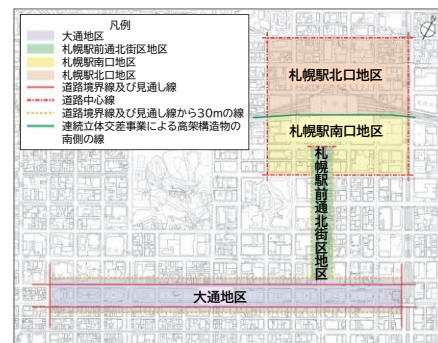 凡例
大通地区
札幌駅前通北街区地区
札幌駅南口地区
札幌駅北口地区
道路境界線及び見通し線
道路中心線
道路境界線及び見通し線から30mの線
連続立体交差事業による高架構造物の
南側の線
札幌駅北口地区
札幌駅南口地区
札幌駅前通北街区地区
大通地区